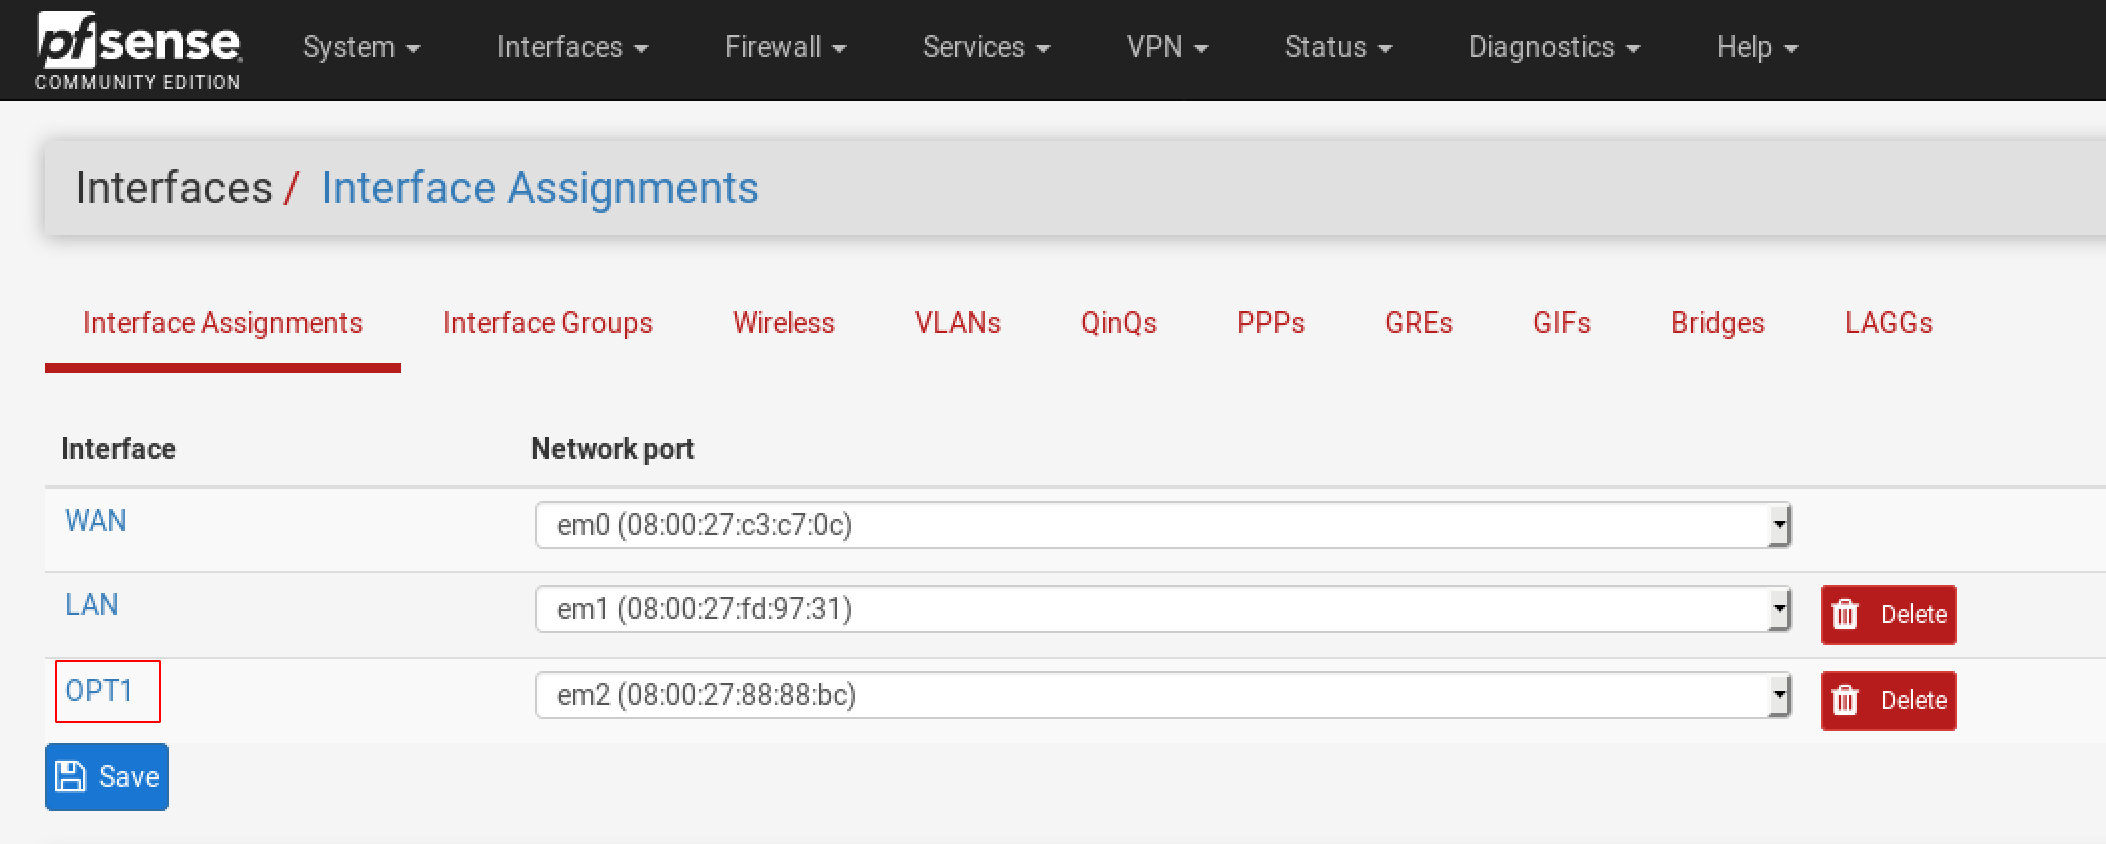 pfsense System Interfaces Firewall Services VPN Status Diagnostics Help
COMMUNITY EDITION
Interfaces / Interface Assignments
Interface Assignments Interface Groups Wireless VLANs QinQs PPPs GREs GIFs Bridges LAGGs
Interface Network port
WAN em0 (08:00:27:c3:c7:0c)
LAN em1 (08:00:27:fd:97:31) Delete
OPT1 em2 (08:00:27:88:88:bc) Delete
Save